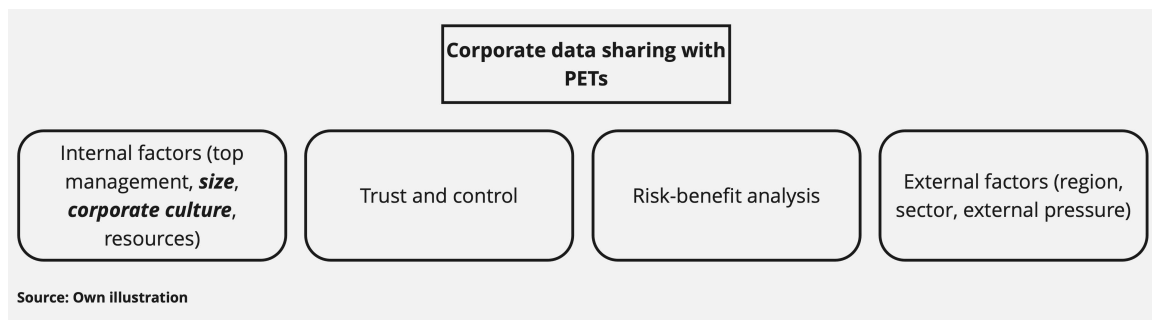 Corporate data sharing with
PETs
Internal factors (top
management, size,
corporate culture,
resources)
Trust and control
Risk-benefit analysis
External factors (region,
sector, external pressure)
Source: Own illustration